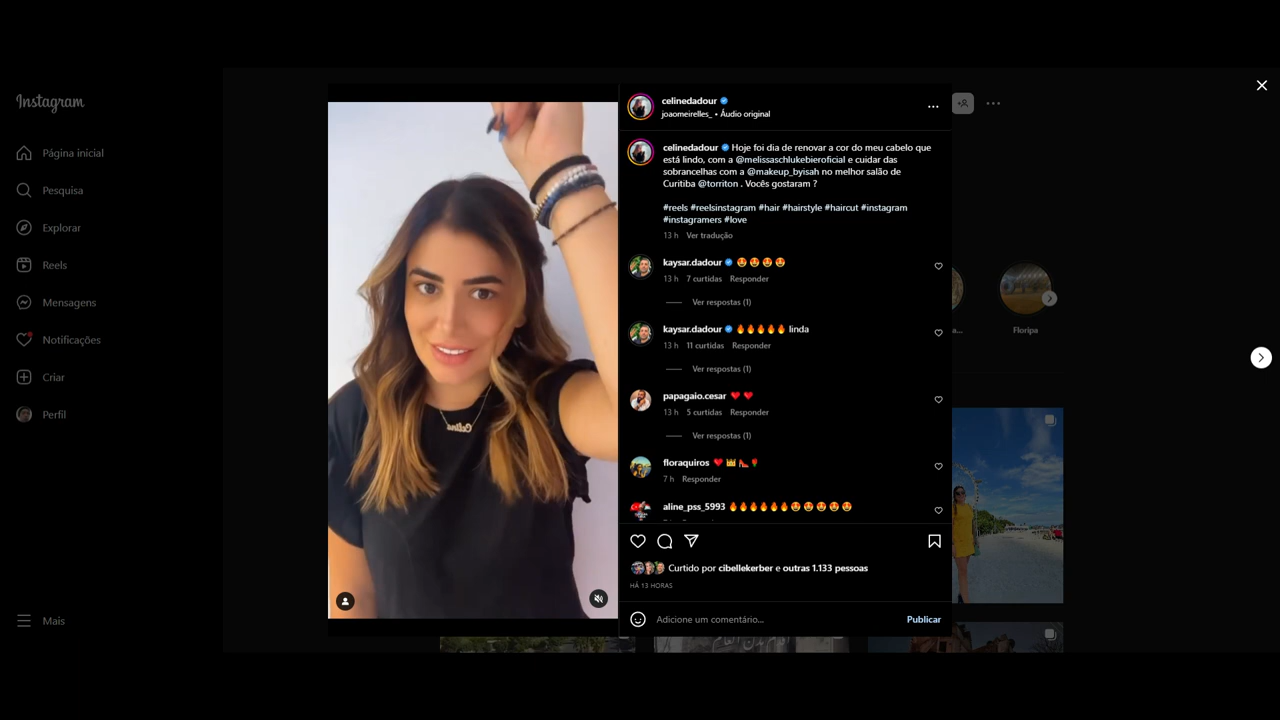 Instagram
Página inicial
Pesquisa
Explorar
Reels
Mensagens
Notificações
Criar
Perfil
Mais
celinedadour
joaomeirelles_ • Áudio original
celinedadour Hoje foi dia de renovar a cor do meu cabelo que
está lindo, com a @melissaschlukebieroficial e cuidar das
sobrancelhas com a @makeup_byisah no melhor salão de
Curitiba @torriton . Vocês gostaram ?
#reels #reelsinstagram #hair #hairstyle #haircut #instagram
#instagramers #love
13 h Ver tradução
kaysar.dadour 😍 😍 😍 😍
13 h 7 curtidas Responder
Ver respostas (1)
kaysar.dadour 🔥🔥🔥🔥🔥 linda
13 h 11 curtidas Responder
Ver respostas (1)
papagaio.cesar ❤️ ❤️
13 h 5 curtidas Responder
Ver respostas (1)
floraquiros ❤️ 👑 👠 🌹
7 h Responder
aline_pss_5993 🔥🔥🔥🔥🔥🔥😍 😍 😍 😍 😍
Curtido por cibellekerber e outras 1.133 pessoas
HÁ 13 HORAS
Adicione um comentário...
Publicar
Celine
a...
Floripa